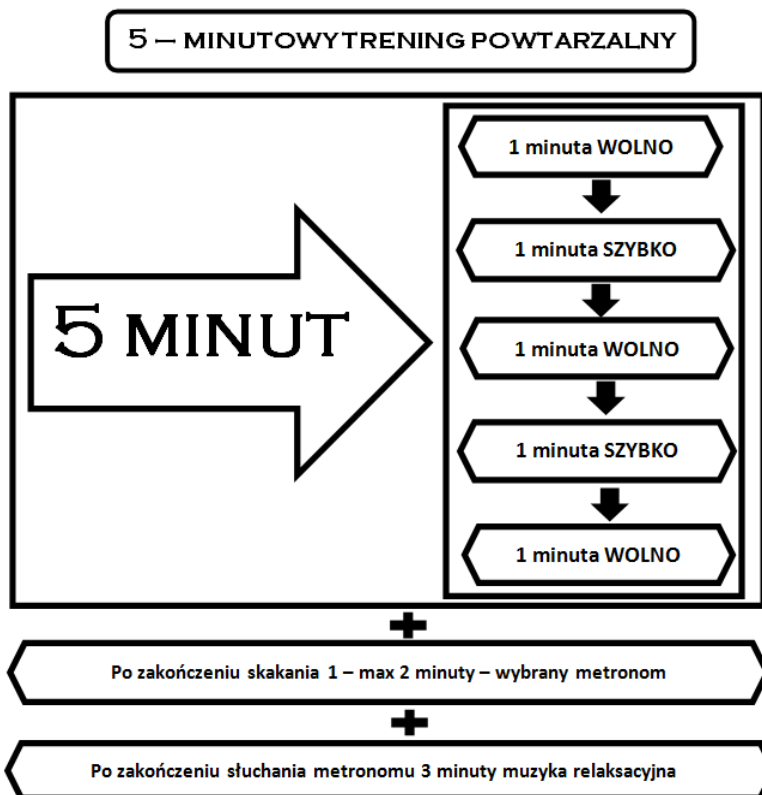 5 – MINUTOWY TRENING POWTARZALNY
1 minuta WOLNO
1 minuta SZYBKO
5 MINUT
1 minuta WOLNO
1 minuta SZYBKO
1 minuta WOLNO
Po zakończeniu skakania 1 – max 2 minuty – wybrany metronom
Po zakończeniu słuchania metronomu 3 minuty muzyka relaksacyjna